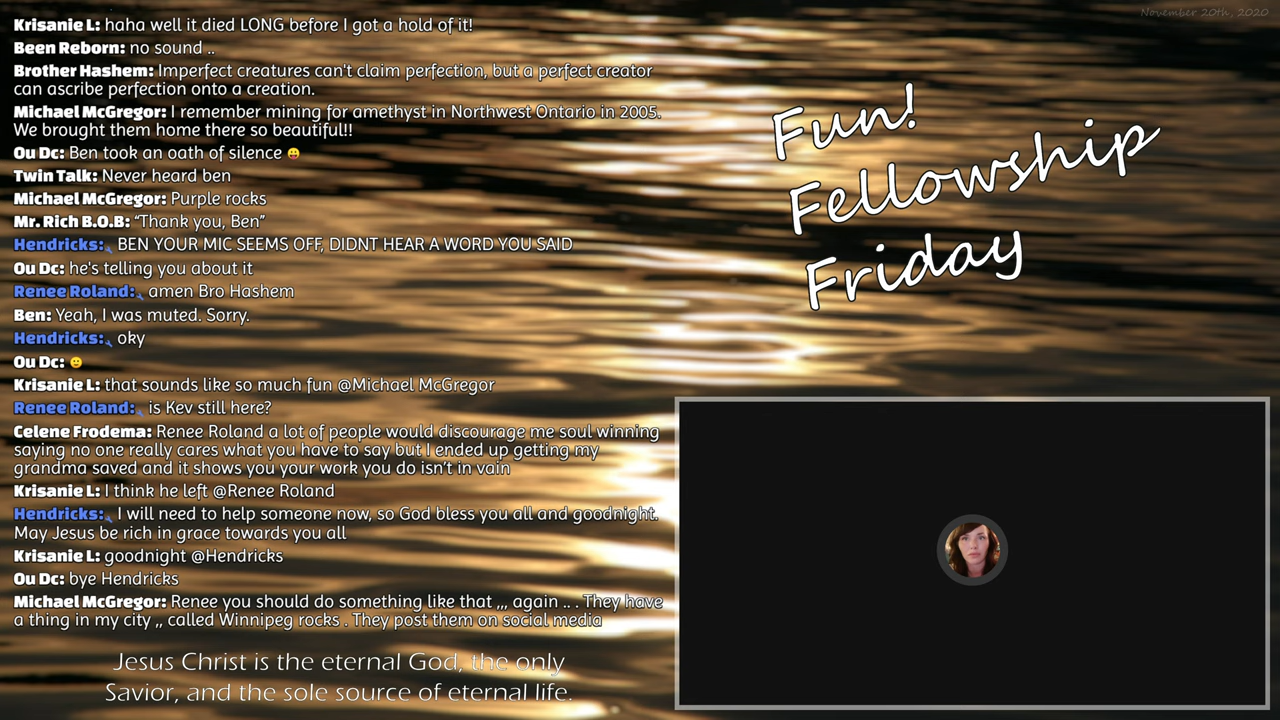 Krisanie L: haha well it died LONG before I got a hold of it!
Been Reborn: no sound ..
Brother Hashem: Imperfect creatures can't claim perfection, but a perfect creator
can ascribe perfection onto a creation.
Michael McGregor: I remember mining for amethyst in Northwest Ontario in 2005.
We brought them home there so beautiful!!
Ou Dc: Ben took an oath of silence 😛
Twin Talk: Never heard ben
Michael McGregor: Purple rocks
Mr. Rich B.O.B: “Thank you, Ben”
Hendricks: BEN YOUR MIC SEEMS OFF, DIDNT HEAR A WORD YOU SAID
Ou Dc: he's telling you about it
Renee Roland: amen Bro Hashem
Ben: Yeah, I was muted. Sorry.
Hendricks: oky
Ou Dc: 🙂
Krisanie L: that sounds like so much fun @Michael McGregor
Renee Roland: is Kev still here?
Celene Frodema: Renee Roland a lot of people would discourage me soul winning
saying no one really cares what you have to say but I ended up getting my
grandma saved and it shows you your work you do isn’t in vain
Krisanie L: I think he left @Renee Roland
Hendricks: I will need to help someone now, so God bless you all and goodnight.
May Jesus be rich in grace towards you all
Krisanie L: goodnight @Hendricks
Ou Dc: bye Hendricks
Michael McGregor: Renee you should do something like that ,,, again .. . They have
a thing in my city ,, called Winnipeg rocks . They post them on social media
Jesus Christ is the eternal God, the only
Savior, and the sole source of eternal life.
November 20th, 2020
Fun!
Fellowship
Friday